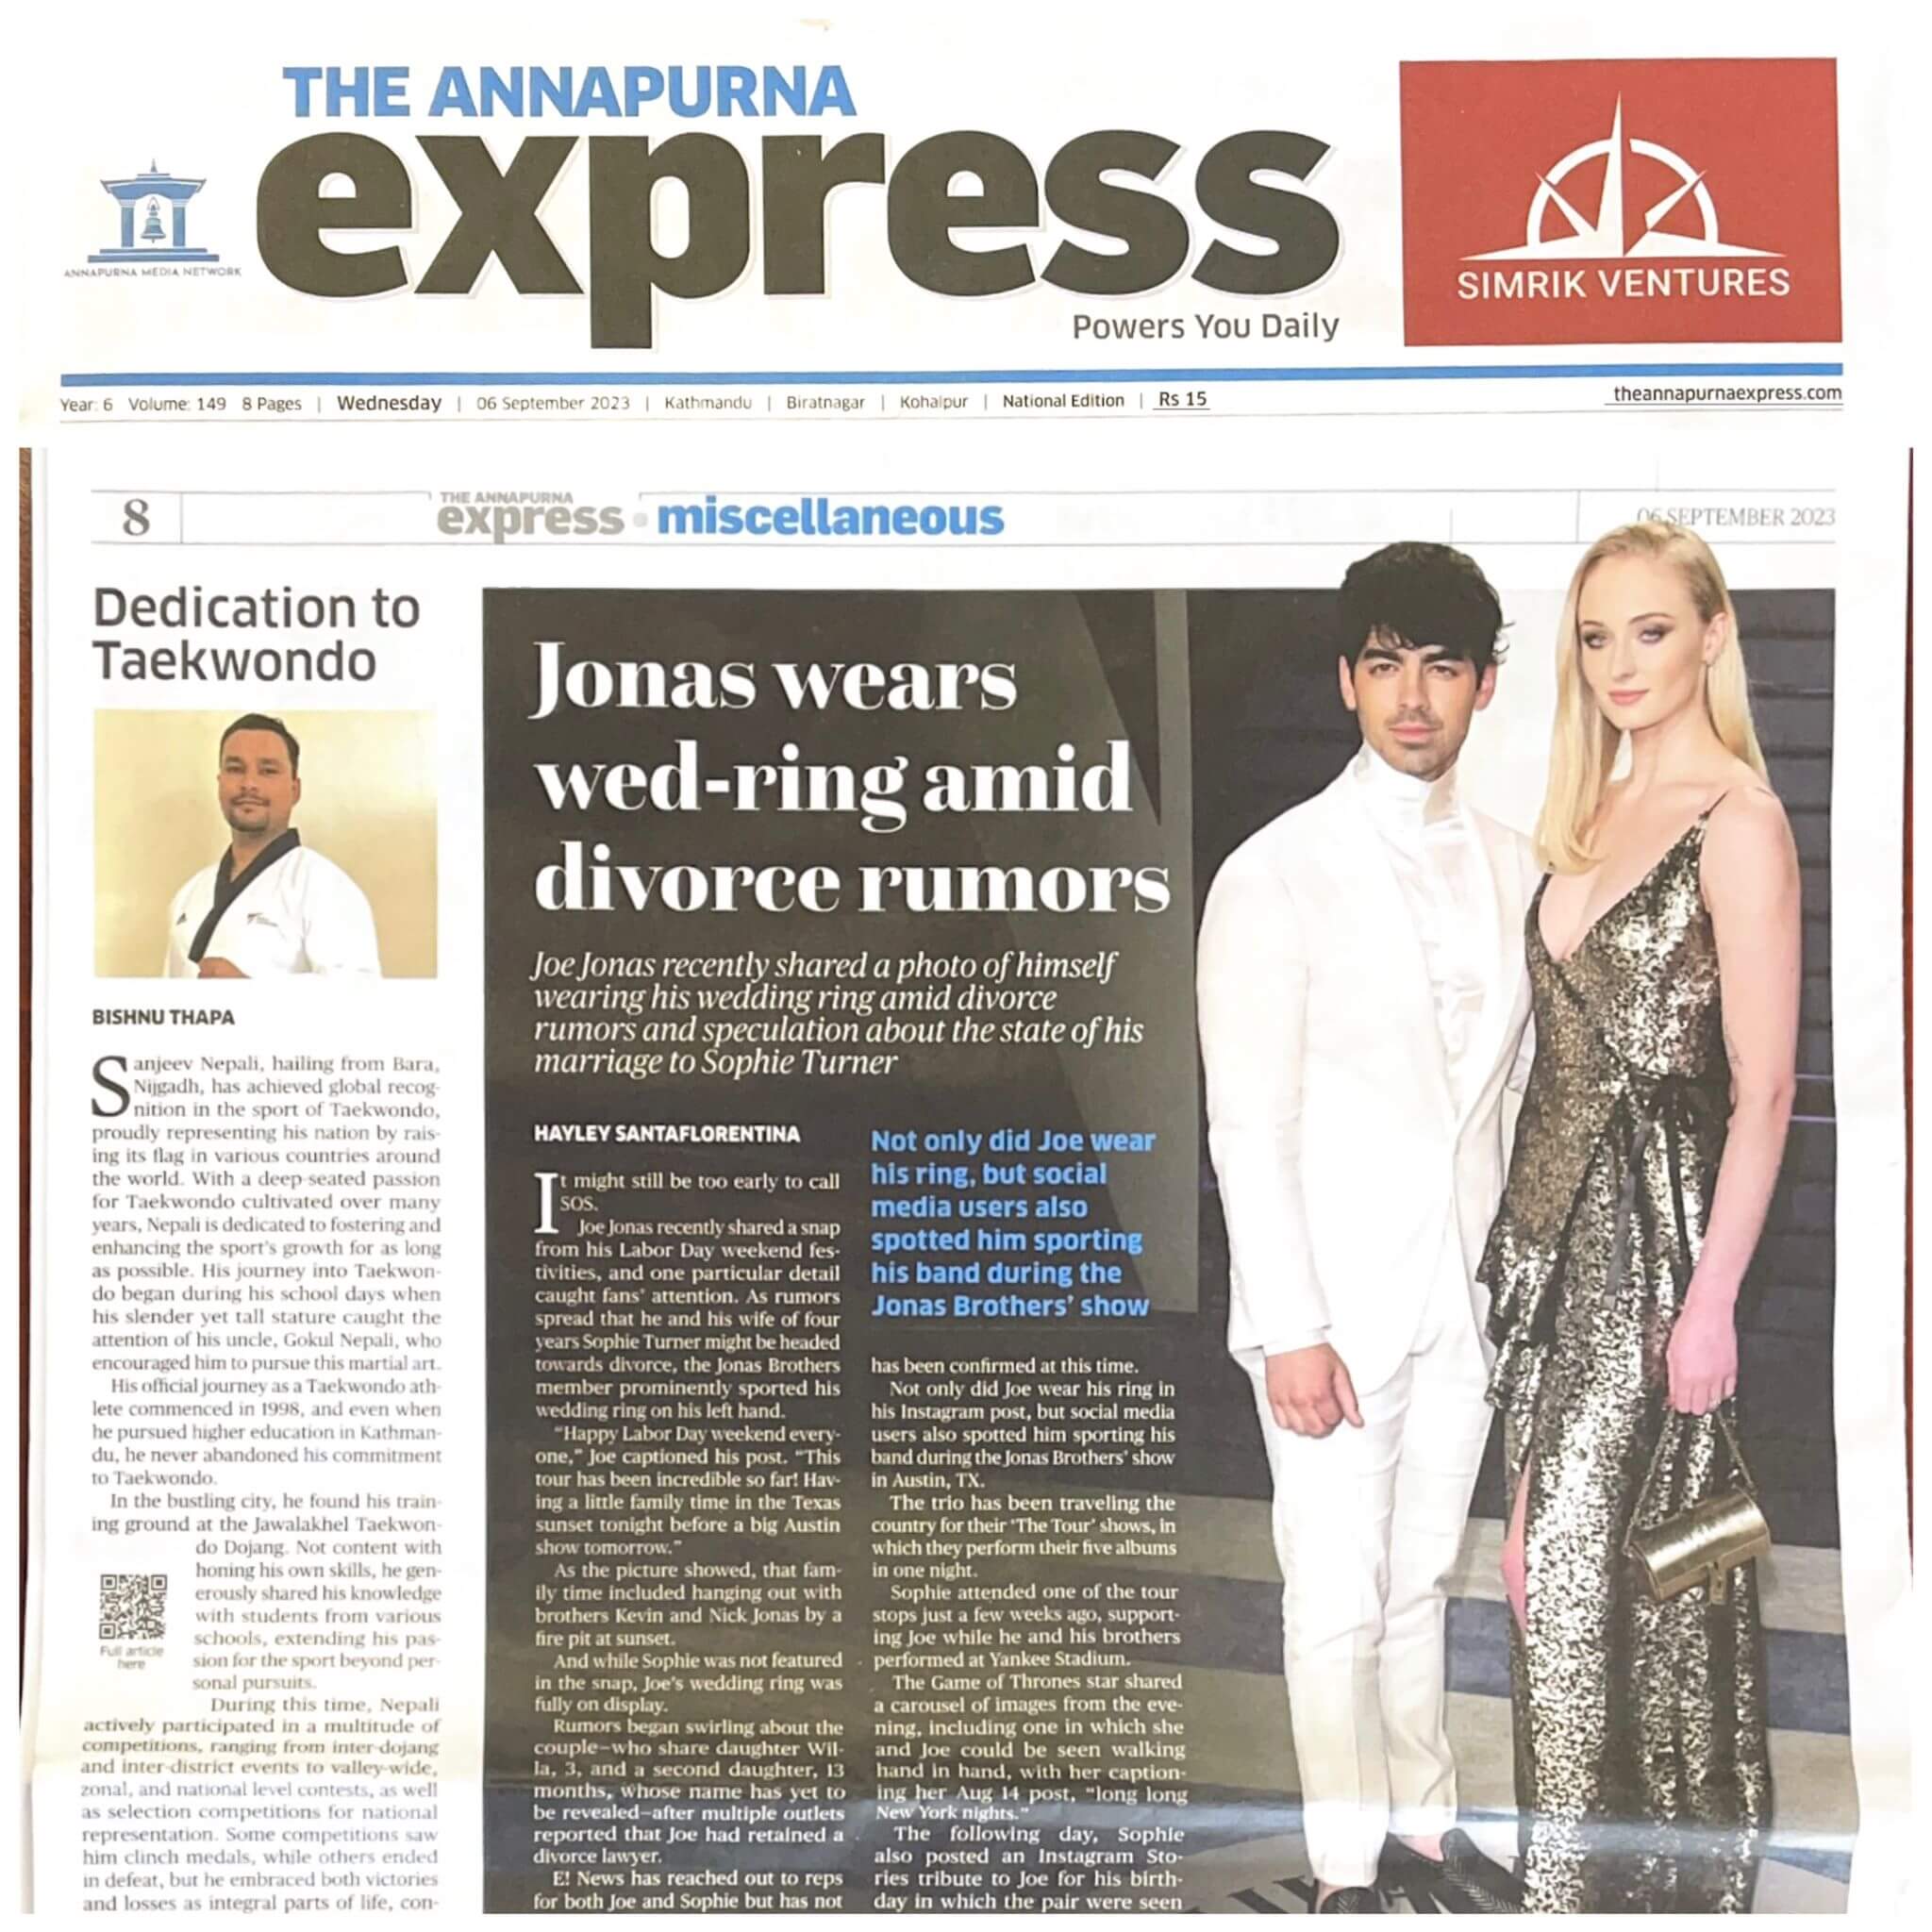 THE ANNAPURNA
express
Powers You Daily
ANNAPURNA MEDIA NETWORK
SIMRIK VENTURES
Year: 6 Volume: 149 8 Pages | Wednesday | 06 September 2023 | Kathmandu | Biratnagar | Kohalpur | National Edition | Rs 15
theannapurnaexpress.com
8
THE ANNAPURNA
express • miscellaneous
06 SEPTEMBER 2023
Dedication to
Taekwondo
BISHNU THAPA
Sanjeev Nepali, hailing from Bara,
Nijgadh, has achieved global recog-
nition in the sport of Taekwondo,
proudly representing his nation by rais-
ing its flag in various countries around
the world. With a deep-seated passion
for Taekwondo cultivated over many
years, Nepali is dedicated to fostering and
enhancing the sport's growth for as long
as possible. His journey into Taekwon-
do began during his school days when
his slender yet tall stature caught the
attention of his uncle, Gokul Nepali, who
encouraged him to pursue this martial art.
His official journey as a Taekwondo ath-
lete commenced in 1998, and even when
he pursued higher education in Kathman-
du, he never abandoned his commitment
to Taekwondo.
In the bustling city, he found his train-
ing ground at the Jawalakhel Taekwon-
do Dojang. Not content with
honing his own skills, he gen-
erously shared his knowledge
with students from various
schools, extending his pas-
sion for the sport beyond per-
sonal pursuits.
Full article
here
During this time, Nepali
actively participated in a multitude of
competitions, ranging from inter-dojang
and inter-district events to valley-wide,
zonal, and national level contests, as well
as selection competitions for national
representation. Some competitions saw
him clinch medals, while others ended
in defeat, but he embraced both victories
and losses as integral parts of life, con-
Jonas wears
wed-ring amid
divorce rumors
Joe Jonas recently shared a photo of himself
wearing his wedding ring amid divorce
rumors and speculation about the state of his
marriage to Sophie Turner
HAYLEY SANTAFLORENTINA
It might still be too early to call
SOS.
Joe Jonas recently shared a snap
from his Labor Day weekend fes-
tivities, and one particular detail
caught fans' attention. As rumors
spread that he and his wife of four
years Sophie Turner might be headed
towards divorce, the Jonas Brothers
member prominently sported his
wedding ring on his left hand.
"Happy Labor Day weekend every-
one," Joe captioned his post. "This
tour has been incredible so far! Hav-
ing a little family time in the Texas
sunset tonight before a big Austin
show tomorrow."
As the picture showed, that fam-
ily time included hanging out with
brothers Kevin and Nick Jonas by a
fire pit at sunset.
And while Sophie was not featured
in the snap, Joe's wedding ring was
fully on display.
Rumors began swirling about the
couple—who share daughter Wil-
la, 3, and a second daughter, 13
months, whose name has yet to
be revealed—after multiple outlets
reported that Joe had retained a
divorce lawyer.
E! News has reached out to reps
for both Joe and Sophie but has not
Not only did Joe wear
his ring, but social
media users also
spotted him sporting
his band during the
Jonas Brothers' show
has been confirmed at this time.
Not only did Joe wear his ring in
his Instagram post, but social media
users also spotted him sporting his
band during the Jonas Brothers' show
in Austin, TX.
The trio has been traveling the
country for their 'The Tour' shows, in
which they perform their five albums
in one night.
Sophie attended one of the tour
stops just a few weeks ago, support-
ing Joe while he and his brothers
performed at Yankee Stadium.
The Game of Thrones star shared
a carousel of images from the eve-
ning, including one in which she
and Joe could be seen walking
hand in hand, with her caption-
ing her Aug 14 post, "long long
New York nights."
The following day, Sophie
also posted an Instagram Sto-
ries tribute to Joe for his birth-
day in which the pair were seen